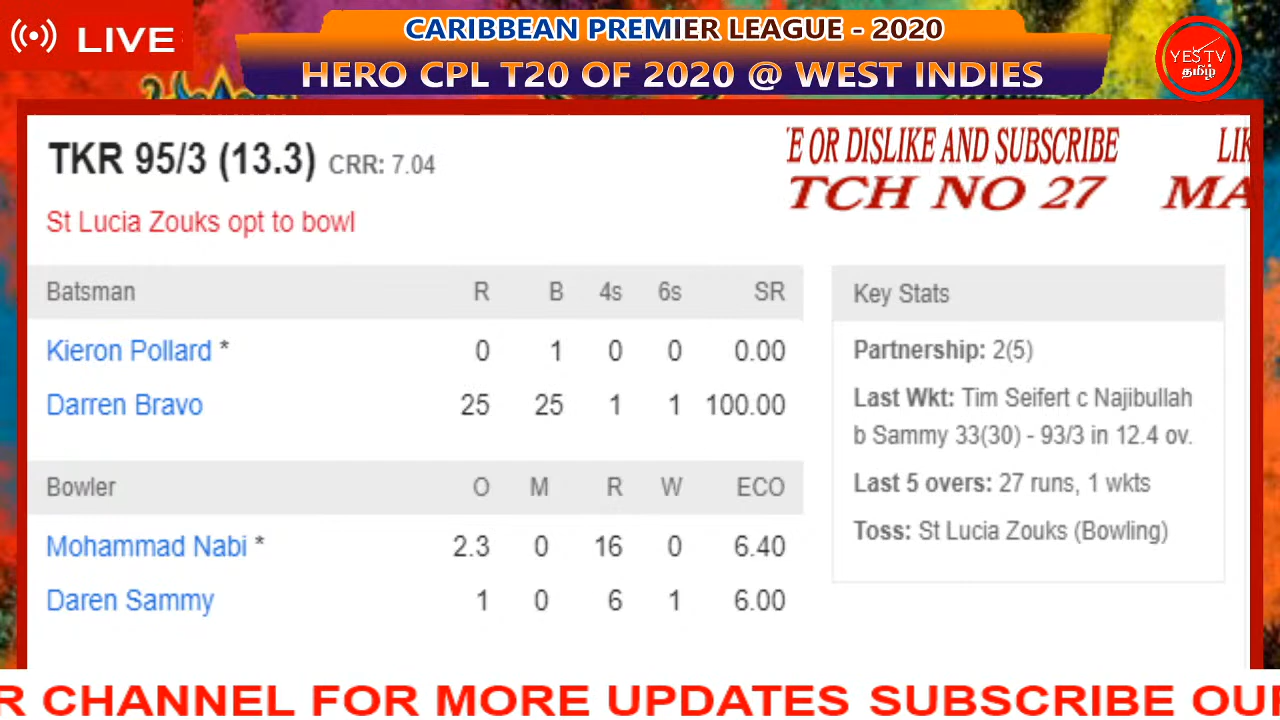 LIVE
CARIBBEAN PREMIER LEAGUE - 2020
HERO CPL T20 OF 2020 @ WEST INDIES
YES TV
தமிழ்
TKR 95/3 (13.3) CRR: 7.04
E OR DISLIKE AND SUBSCRIBE LIK
TCH NO 27 MA
St Lucia Zouks opt to bowl
Batsman R B 4s 6s SR
Kieron Pollard * 0 1 0 0 0.00
Darren Bravo 25 25 1 1 100.00
Bowler O M R W ECO
Mohammad Nabi * 2.3 0 16 0 6.40
Daren Sammy 1 0 6 1 6.00
Key Stats
Partnership: 2(5)
Last Wkt: Tim Seifert c Najibullah
b Sammy 33(30) - 93/3 in 12.4 ov.
Last 5 overs: 27 runs, 1 wkts
Toss: St Lucia Zouks (Bowling)
R CHANNEL FOR MORE UPDATES SUBSCRIBE OU